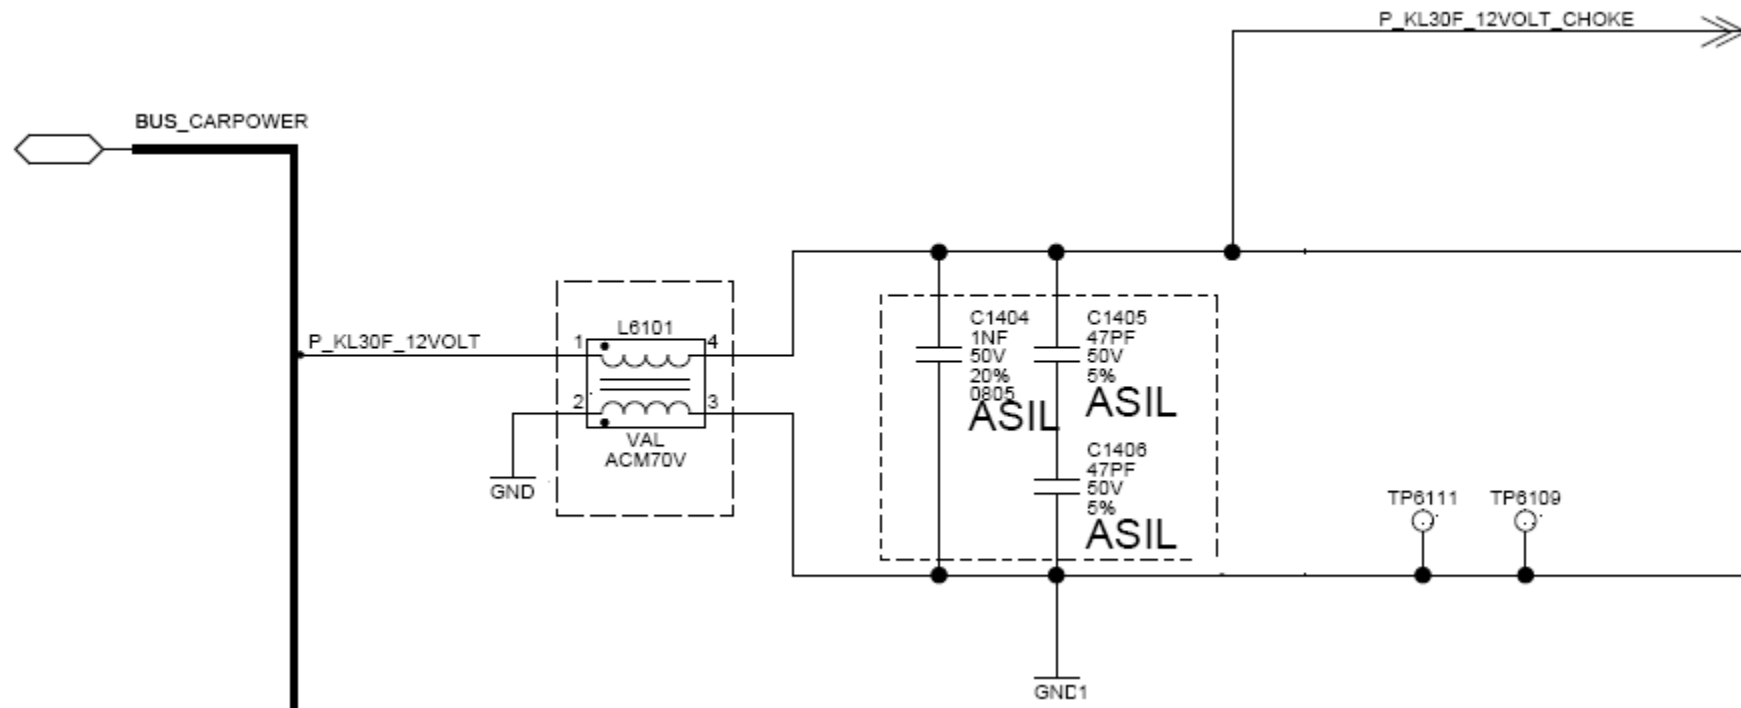 P_KL30F_12VOLT_CHOKE
BUS_CARPOWER
P_KL30F_12VOLT
L6101
1
4
2
3
VAL
ACM70V
GND
C1404
1NF
50V
20%
0805
ASIL
C1405
47PF
50V
5%
ASIL
C1406
47PF
50V
5%
ASIL
TP6111
TP6109
GND1